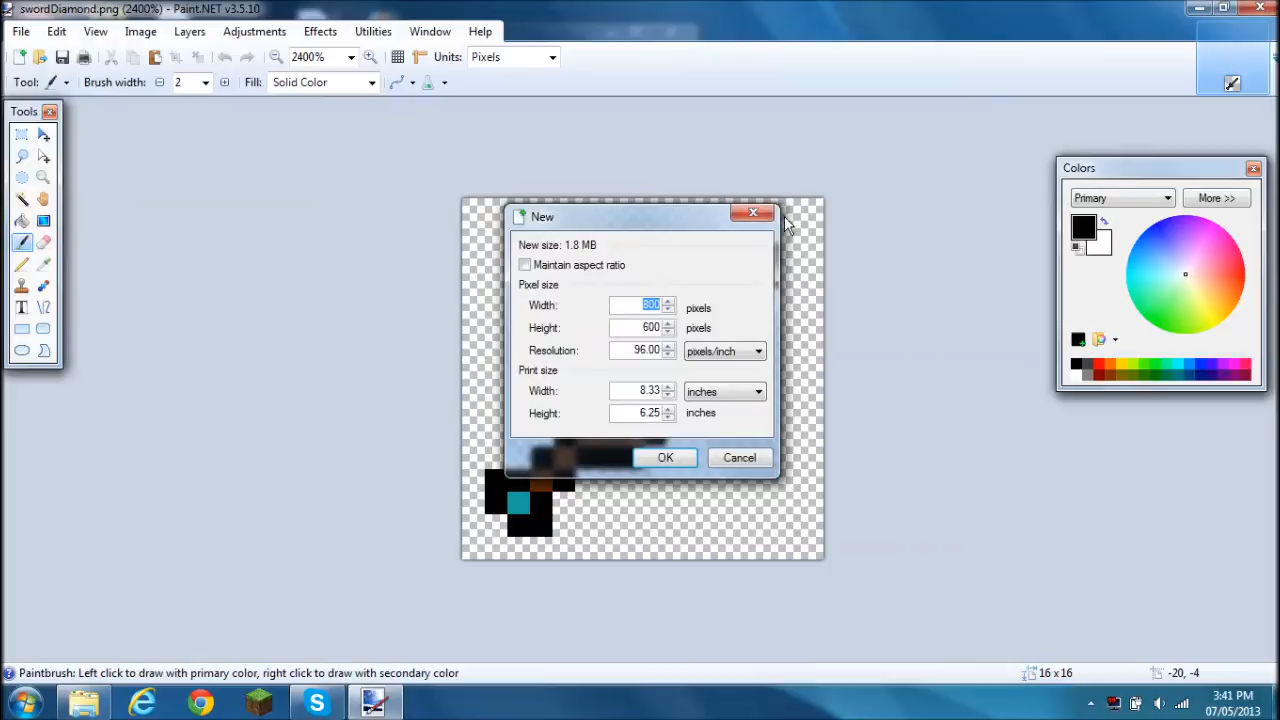 swordDiamond.png (2400%) - Paint.NET v3.5.10
File Edit View Image Layers Adjustments Effects Utilities Window Help
2400% Units: Pixels
Tool: Brush width: 2 Fill: Solid Color
Tools
Colors
Primary More >>
New
New size: 1.8 MB
Maintain aspect ratio
Pixel size
Width: 800 pixels
Height: 600 pixels
Resolution: 96.00 pixels/inch
Print size
Width: 8.33 inches
Height: 6.25 inches
OK Cancel
Paintbrush: Left click to draw with primary color, right click to draw with secondary color
16 x 16
-20, -4
3:41 PM
07/05/2013